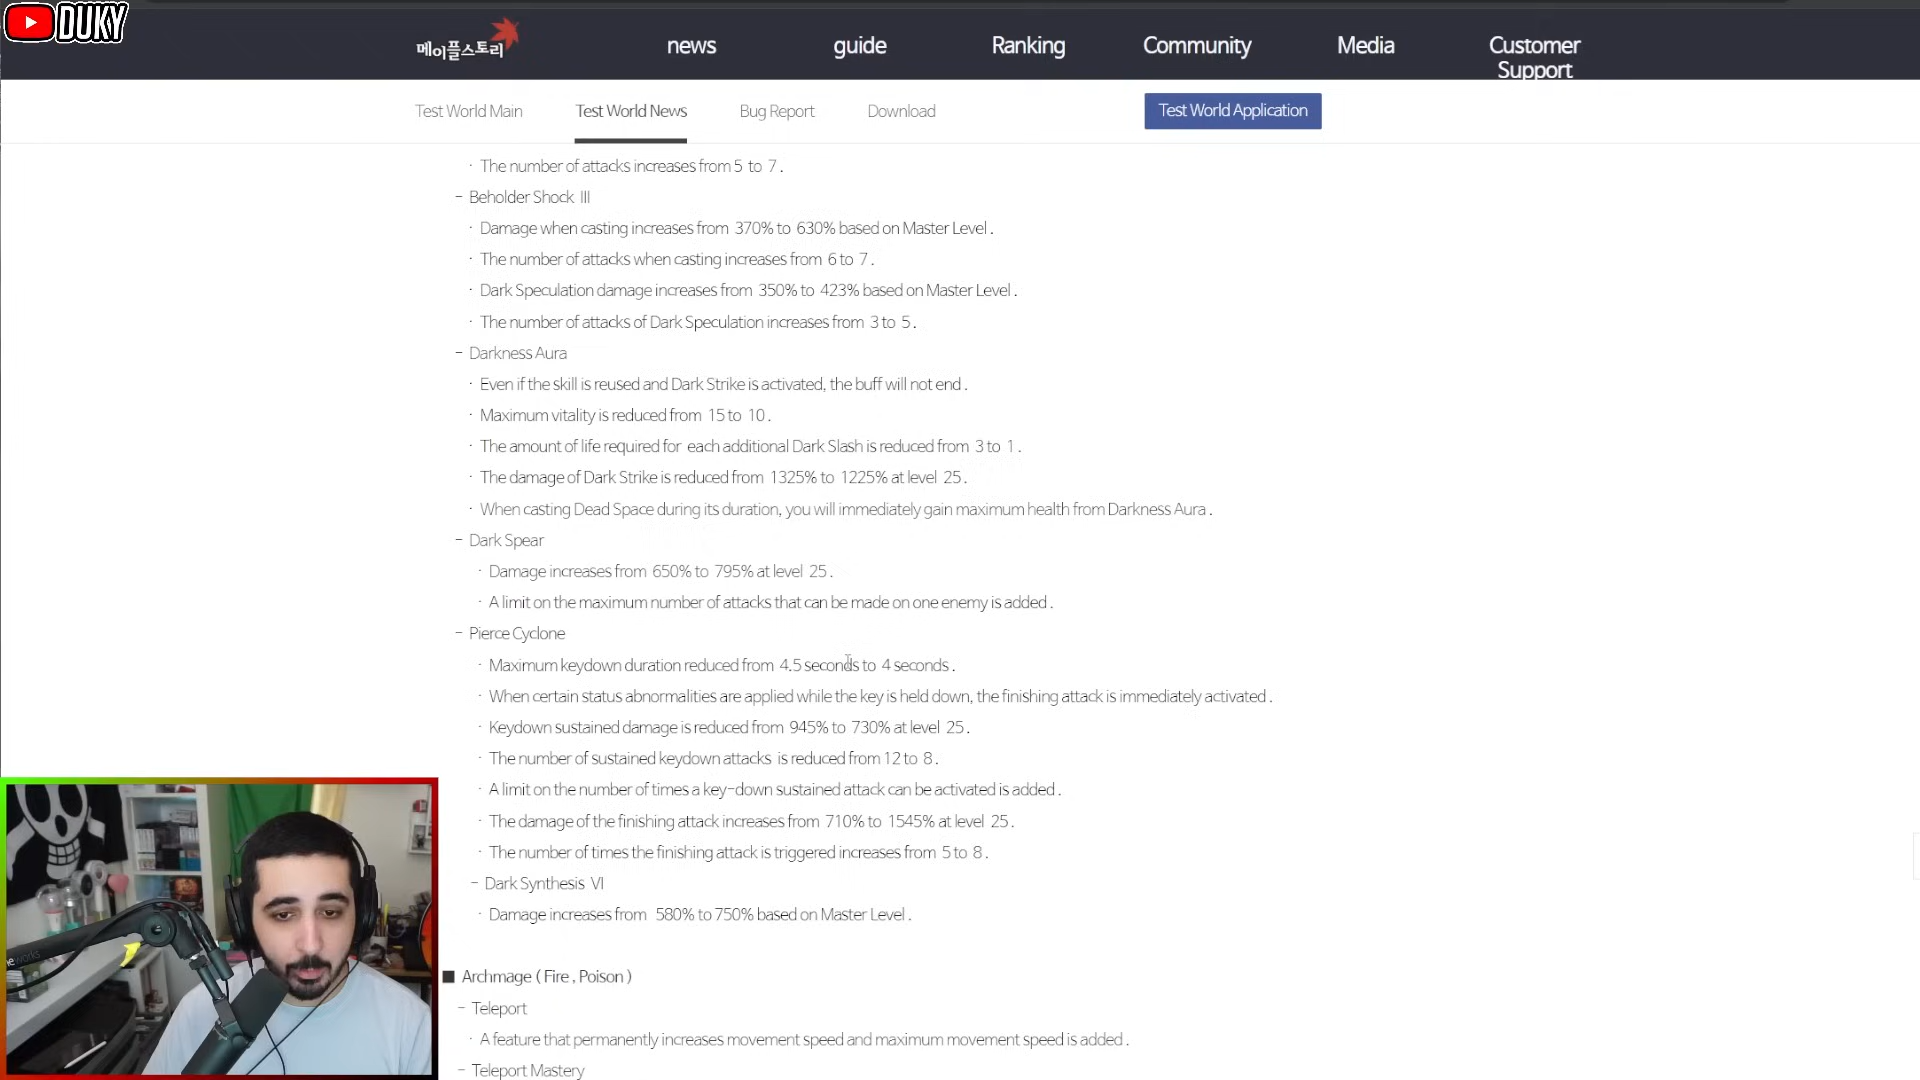 DUKY
메이플스토리
news
guide
Ranking
Community
Media
Customer
Support
Test World Main
Test World News
Bug Report
Download
Test World Application
· The number of attacks increases from 5 to 7 .
- Beholder Shock III
· Damage when casting increases from 370% to 630% based on Master Level .
· The number of attacks when casting increases from 6 to 7 .
· Dark Speculation damage increases from 350% to 423% based on Master Level .
· The number of attacks of Dark Speculation increases from 3 to 5 .
- Darkness Aura
· Even if the skill is reused and Dark Strike is activated, the buff will not end .
· Maximum vitality is reduced from 15 to 10 .
· The amount of life required for each additional Dark Slash is reduced from 3 to 1 .
· The damage of Dark Strike is reduced from 1325% to 1225% at level 25 .
· When casting Dead Space during its duration, you will immediately gain maximum health from Darkness Aura .
- Dark Spear
· Damage increases from 650% to 795% at level 25 .
· A limit on the maximum number of attacks that can be made on one enemy is added .
- Pierce Cyclone
· Maximum keydown duration reduced from 4.5 seconds to 4 seconds .
· When certain status abnormalities are applied while the key is held down, the finishing attack is immediately activated .
· Keydown sustained damage is reduced from 945% to 730% at level 25 .
· The number of sustained keydown attacks is reduced from 12 to 8 .
· A limit on the number of times a key-down sustained attack can be activated is added .
· The damage of the finishing attack increases from 710% to 1545% at level 25 .
· The number of times the finishing attack is triggered increases from 5 to 8 .
- Dark Synthesis VI
· Damage increases from 580% to 750% based on Master Level .
■ Archmage ( Fire , Poison )
- Teleport
· A feature that permanently increases movement speed and maximum movement speed is added .
- Teleport Mastery